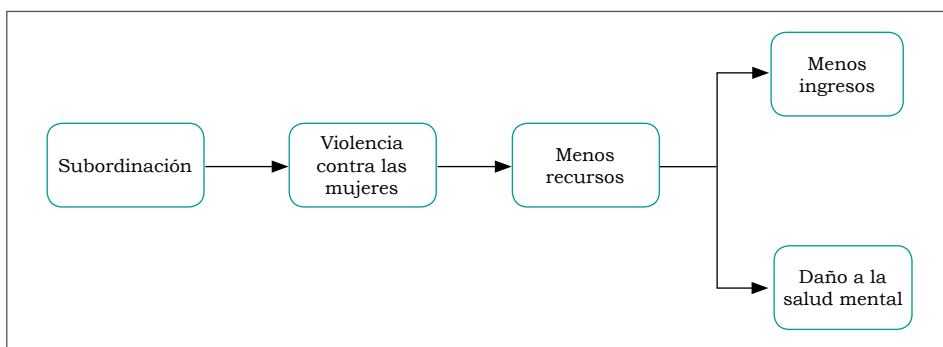 Subordinación
Violencia
contra las
mujeres
Menos
recursos
Menos
ingresos
Daño a la
salud mental